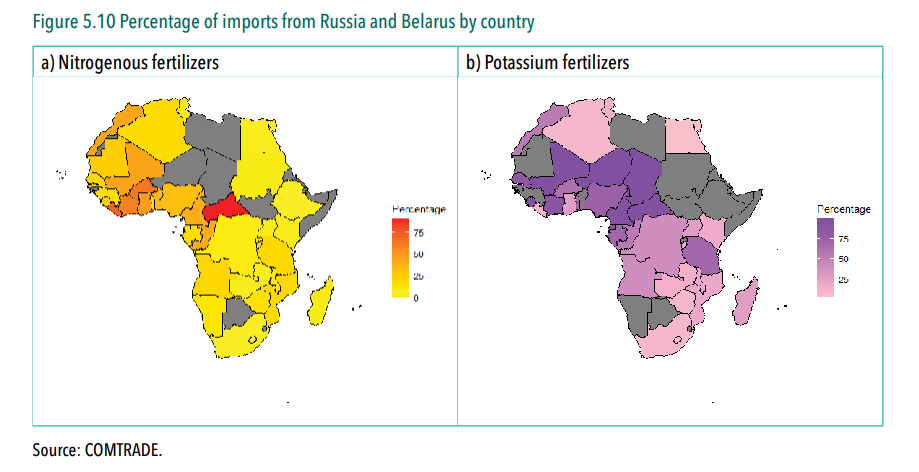 Figure 5.10 Percentage of imports from Russia and Belarus by country
a) Nitrogenous fertilizers
b) Potassium fertilizers
Percentage
75
50
25
0
Percentage
75
50
25
Source: COMTRADE.